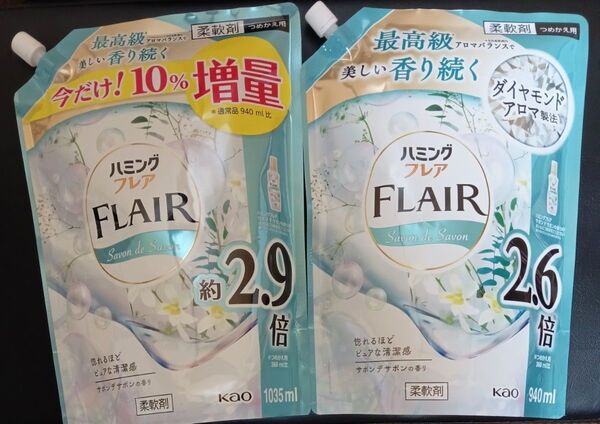 柔軟剤 つめかえ用
最高級 アロマバランスで
美しい香り続く
今だけ!10%増量
*通常品940ml比
ハミング
フレア
FLAIR
Savon de Savon
約2.9倍
惚れるほど
ピュアな清潔感
サボンデサボンの香り
柔軟剤
Kao
1035ml
柔軟剤 つめかえ用
最高級 アロマバランスで
美しい香り続く
ダイヤモンド
アロマ製法
ハミング
フレア
FLAIR
Savon de Savon
2.6倍
惚れるほど
ピュアな清潔感
サボンデサボンの香り
柔軟剤
Kao
940ml